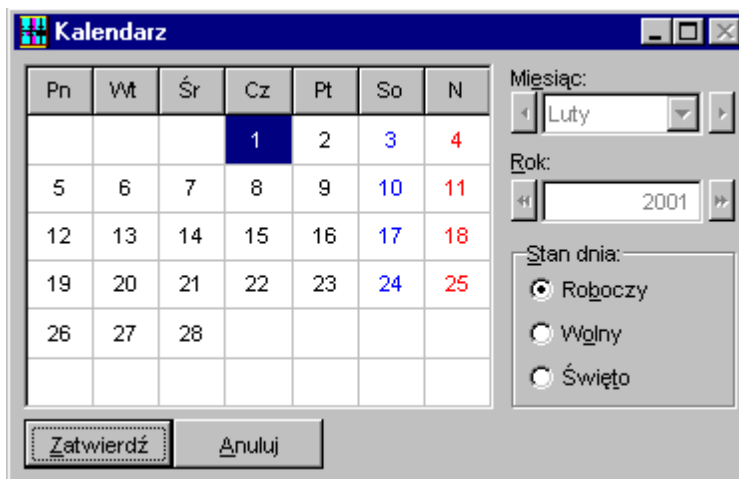 Kalendarz
Pn Wt Śr Cz Pt So N
1 2 3 4
5 6 7 8 9 10 11
12 13 14 15 16 17 18
19 20 21 22 23 24 25
26 27 28
Miesiąc:
Luty
Rok:
2001
Stan dnia:
Roboczy
Wolny
Święto
Zatwierdź Anuluj